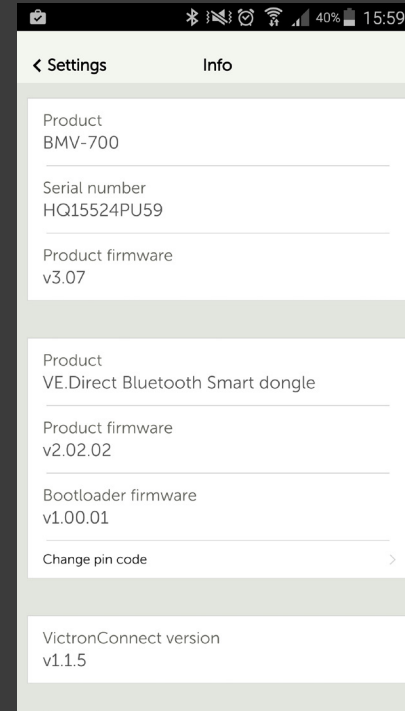 40% 15:59
Settings Info
Product
BMV-700
Serial number
HQ15524PU59
Product firmware
v3.07
Product
VE.Direct Bluetooth Smart dongle
Product firmware
v2.02.02
Bootloader firmware
v1.00.01
Change pin code
VictronConnect version
v1.1.5